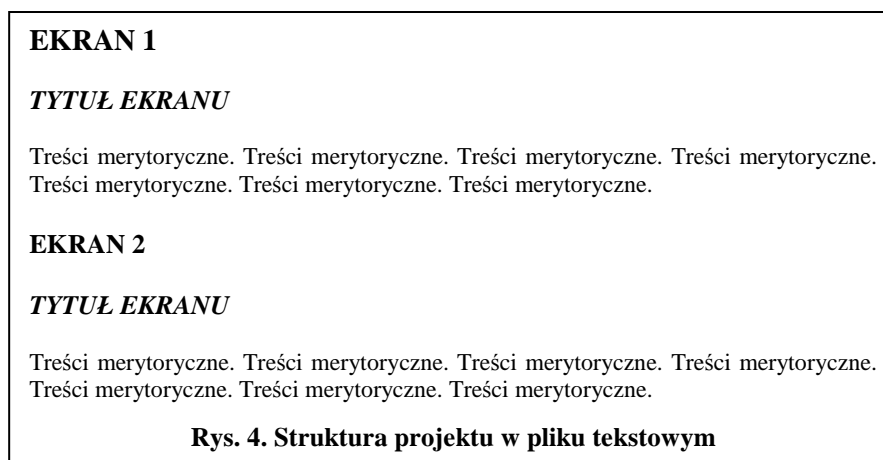 EKRAN 1
TYTUŁ EKRANU
Treści merytoryczne. Treści merytoryczne. Treści merytoryczne. Treści merytoryczne.
Treści merytoryczne. Treści merytoryczne. Treści merytoryczne.
EKRAN 2
TYTUŁ EKRANU
Treści merytoryczne. Treści merytoryczne. Treści merytoryczne. Treści merytoryczne.
Treści merytoryczne. Treści merytoryczne. Treści merytoryczne.
Rys. 4. Struktura projektu w pliku tekstowym